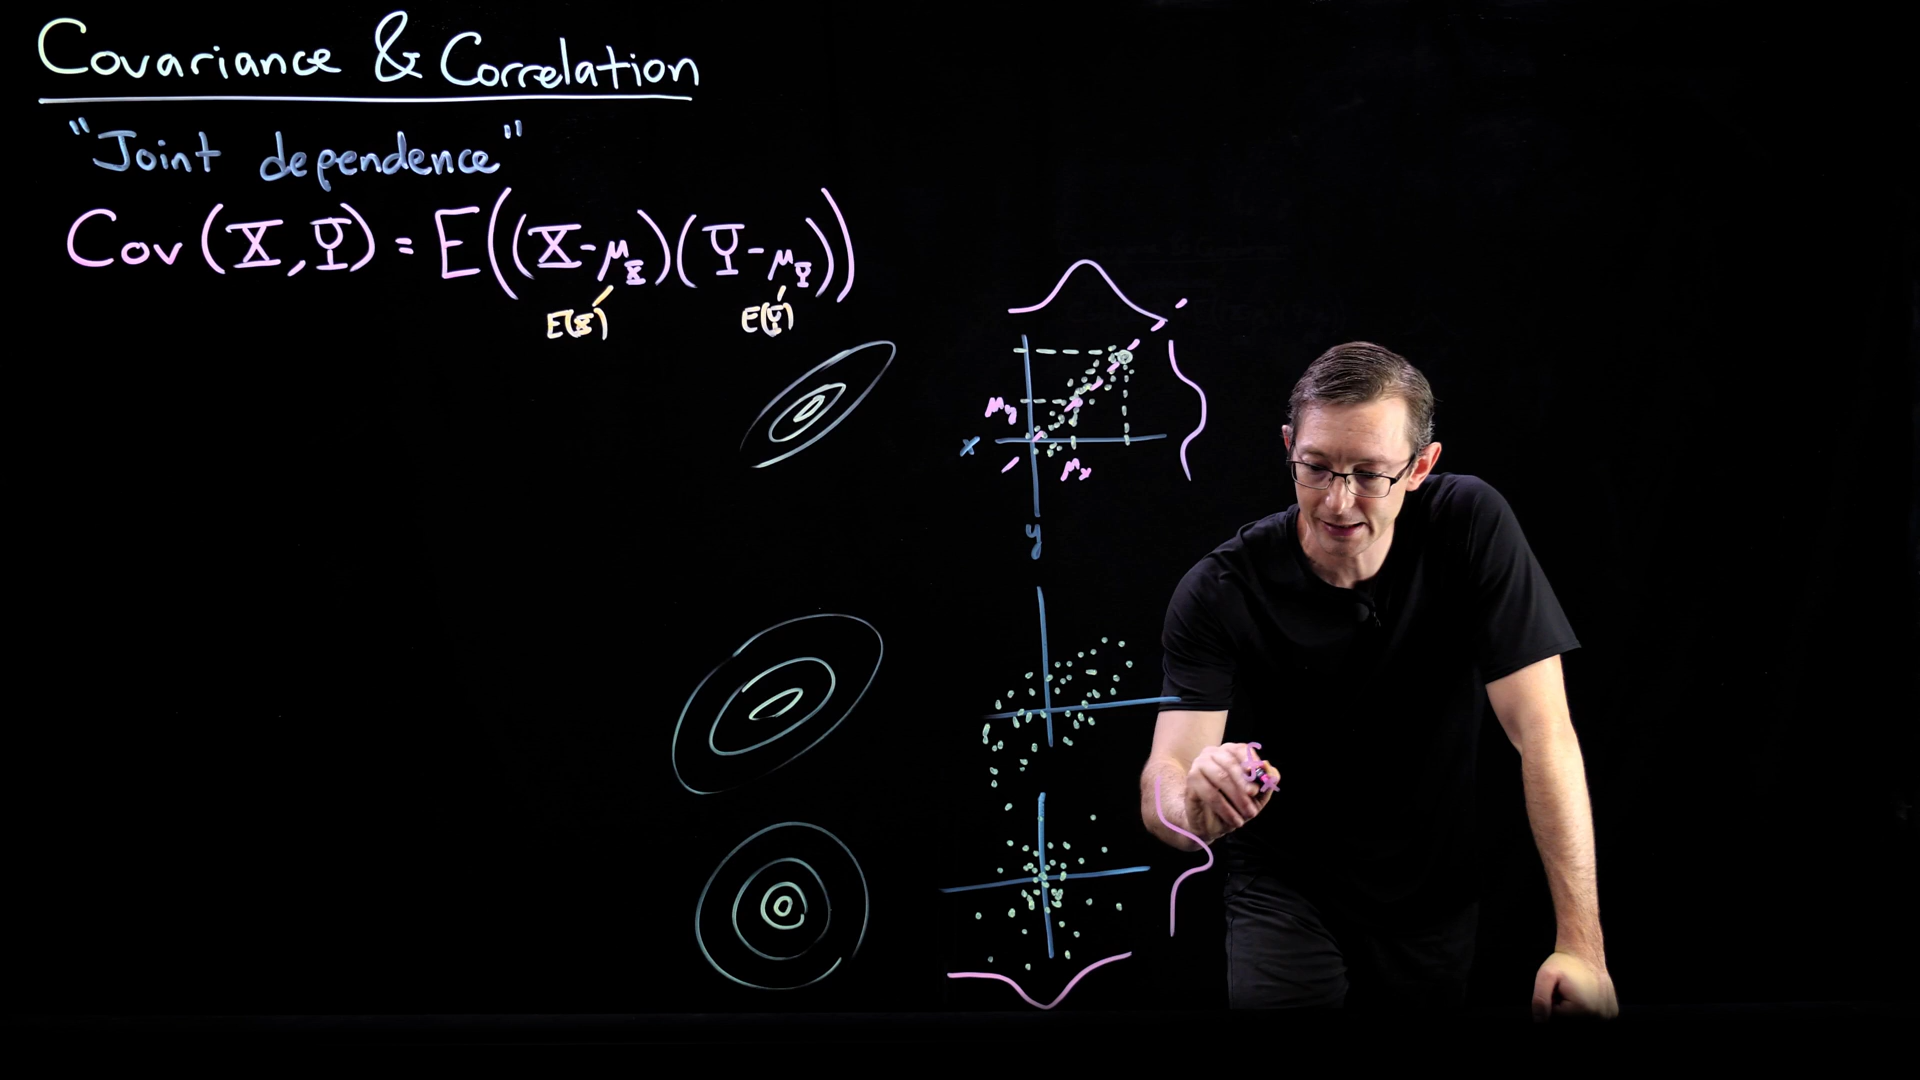 Covariance & Correlation
"Joint dependence"
Cov(X,Y) = E((X-μX)(Y-μY))
E(X) E(Y)
μy
x
μx
y